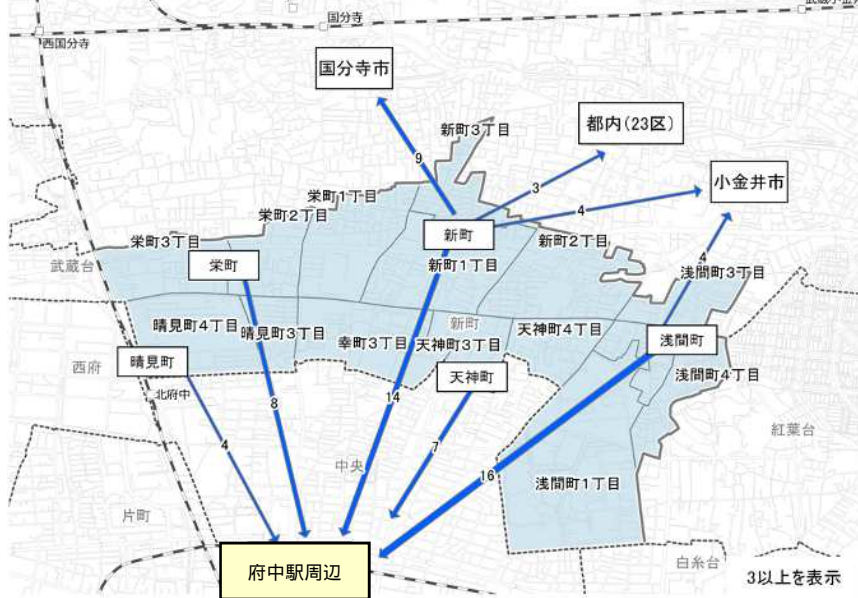 国分寺
西国分寺
国分寺市
新町3丁目
都内(23区)
9
3
小金井市
栄町1丁目
4
栄町2丁目
新町
栄町3丁目
新町2丁目
武蔵台
栄町
新町1丁目
4
浅間町3丁目
晴見町4丁目
晴見町3丁目
新町
天神町4丁目
幸町3丁目
天神町3丁目
浅間町
晴見町
西府
天神町
浅間町4丁目
北府中
8
14
4
7
紅葉台
中央
16
浅間町1丁目
片町
府中駅周辺
白糸台
3以上を表示